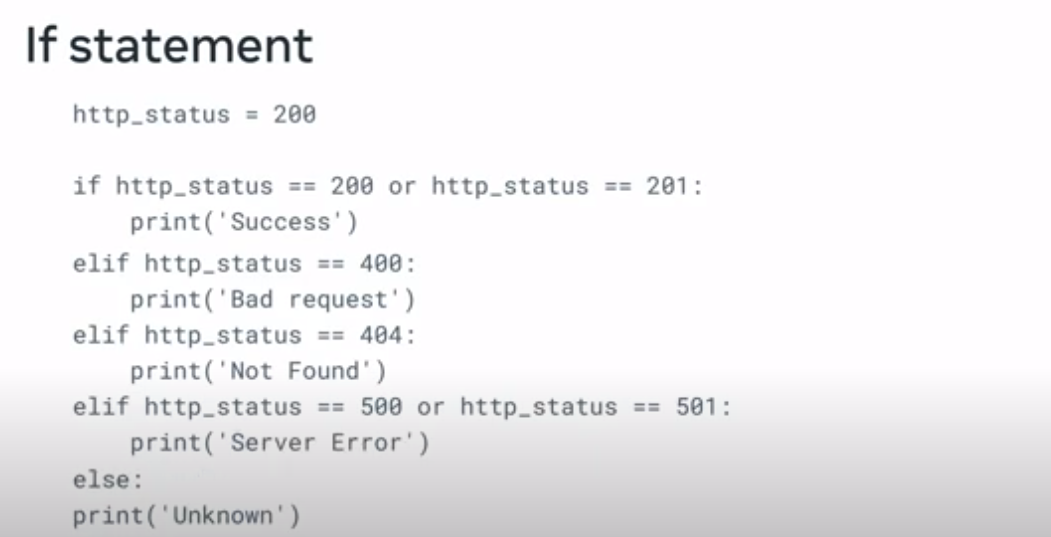 If statement
http_status = 200
if http_status == 200 or http_status == 201:
    print('Success')
elif http_status == 400:
    print('Bad request')
elif http_status == 404:
    print('Not Found')
elif http_status == 500 or http_status == 501:
    print('Server Error')
else:
print('Unknown')